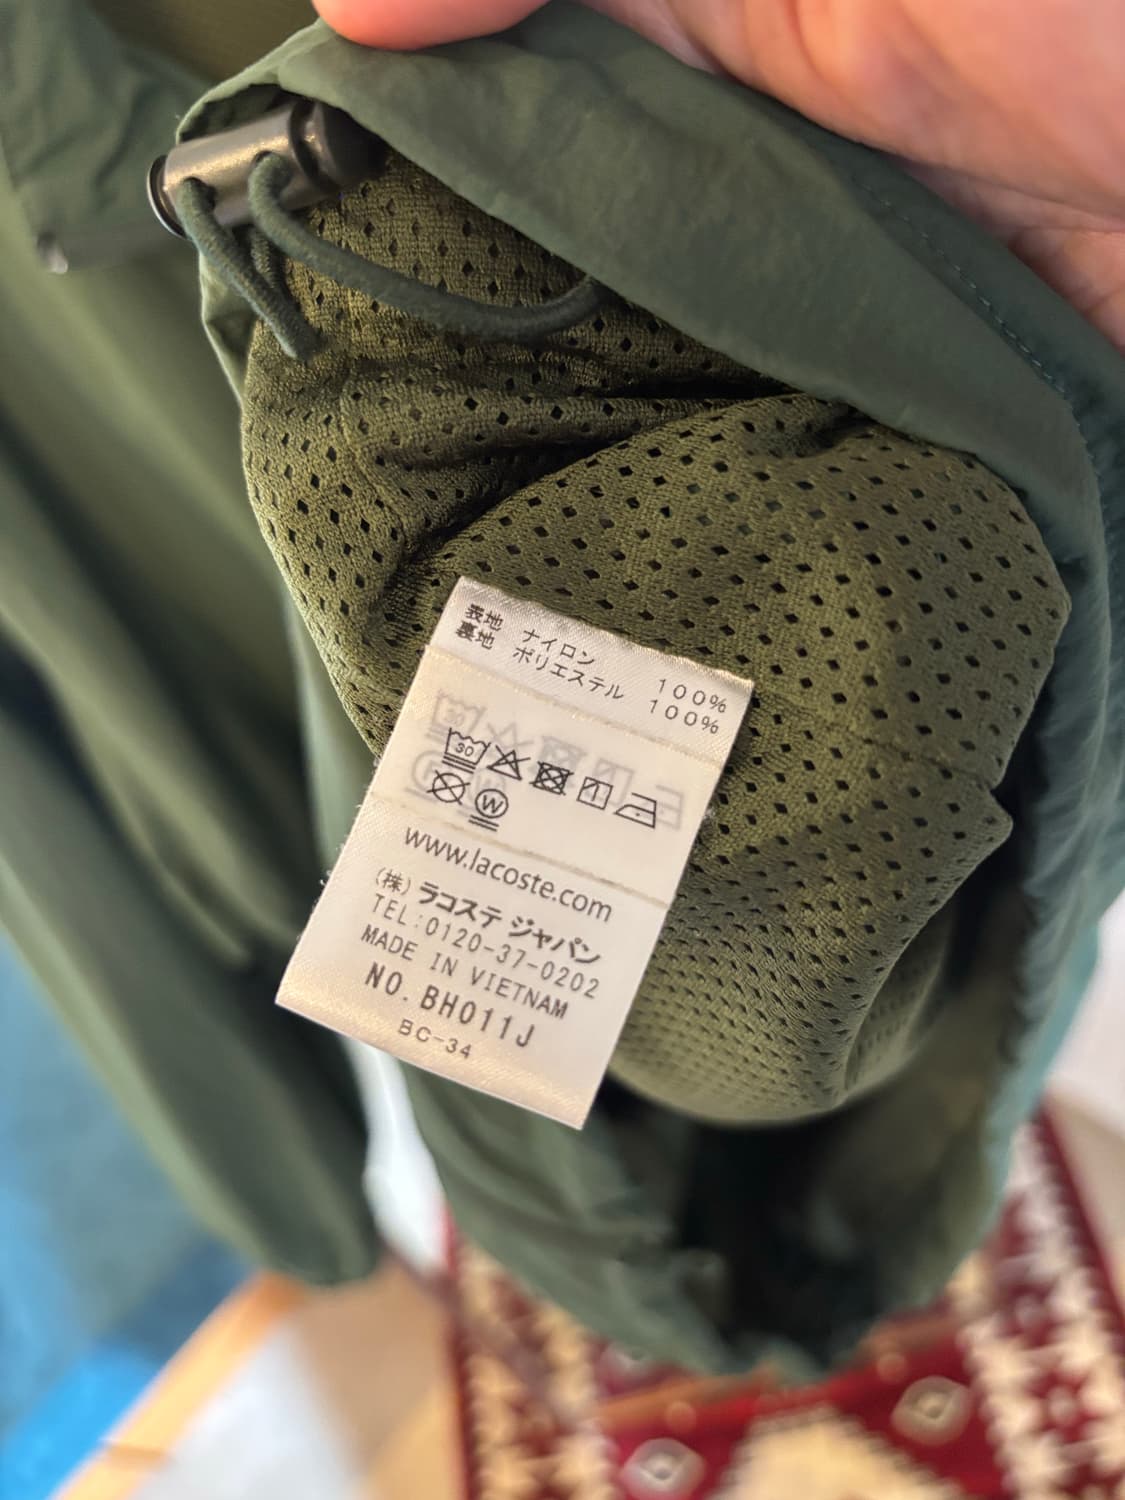 表地 ナイロン 100%
裏地 ポリエステル 100%
30
W
www.lacoste.com
(株) ラコステ ジャパン
TEL:0120-37-0202
MADE IN VIETNAM
NO. BH011J
BC-34